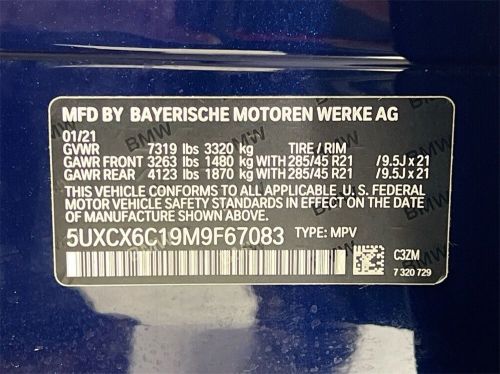 MFD BY BAYERISCHE MOTOREN WERKE AG
01/21
GVWR 7319 lbs 3320 kg TIRE / RIM
GAWR FRONT 3263 lbs 1480 kg WITH 285/45 R21 / 9.5J x 21
GAWR REAR 4123 lbs 1870 kg WITH 285/45 R21 / 9.5J x 21
THIS VEHICLE CONFORMS TO ALL APPLICABLE, U. S. FEDERAL
MOTOR VEHICLE SAFETY STANDARDS IN EFFECT ON THE
DATE OF MANUFACTURE SHOWN ABOVE.
5UXCX6C19M9F67083 TYPE: MPV
C3ZM
7 320 729